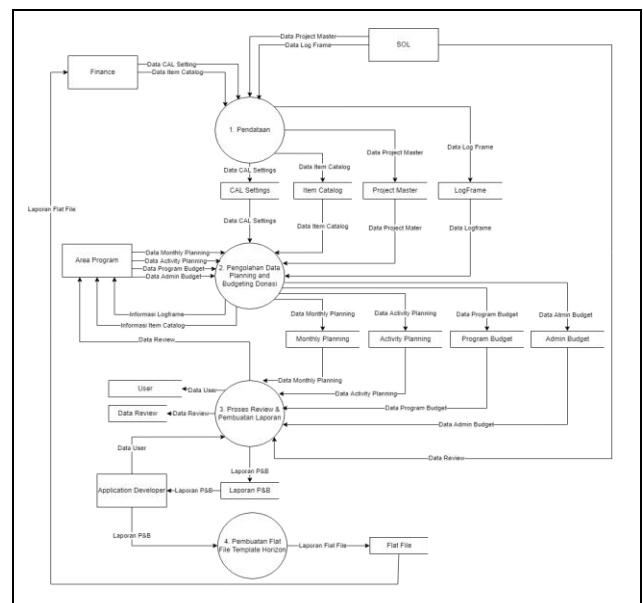 Data Project Master
SOL
Data Log Frame
Finance
Data CAL Setting
Data Item Catalog
1. Pendataan
Data CAL Settings
Data Item Catalog
Data Project Master
Data Log Frame
CAL Settings
Item Catalog
Project Master
LogFrame
Laporan Flat File
Data CAL Settings
Data Item Catalog
Data Project Mater
Data Logframe
Area Program
Data Monthly Planning
Data Activity Planning
Data Program Budget
Data Admin Budget
2. Pengolahan Data
Planning and
Budgeting Donasi
Informasi Logframe
Informasi Item Catalog
Data Review
Data Monthly Planning
Data Activity Planning
Data Program Budget
Data Atmin Budget
Monthly Planning
Activity Planning
Program Budget
Admin Budget
Data Monthly Planning
User
Data User
Data Activity Planning
3. Proses Review &
Pembuatan Laporan
Data Review
Data Review
Data Program Budget
Data Admin Budget
Data User
Data Review
Laporan P&B
Application Developer
Laporan P&B
Laporan P&B
Laporan P&B
4. Pembuatan Flat
File Template Horizon
Laporan Flat File
Flat File